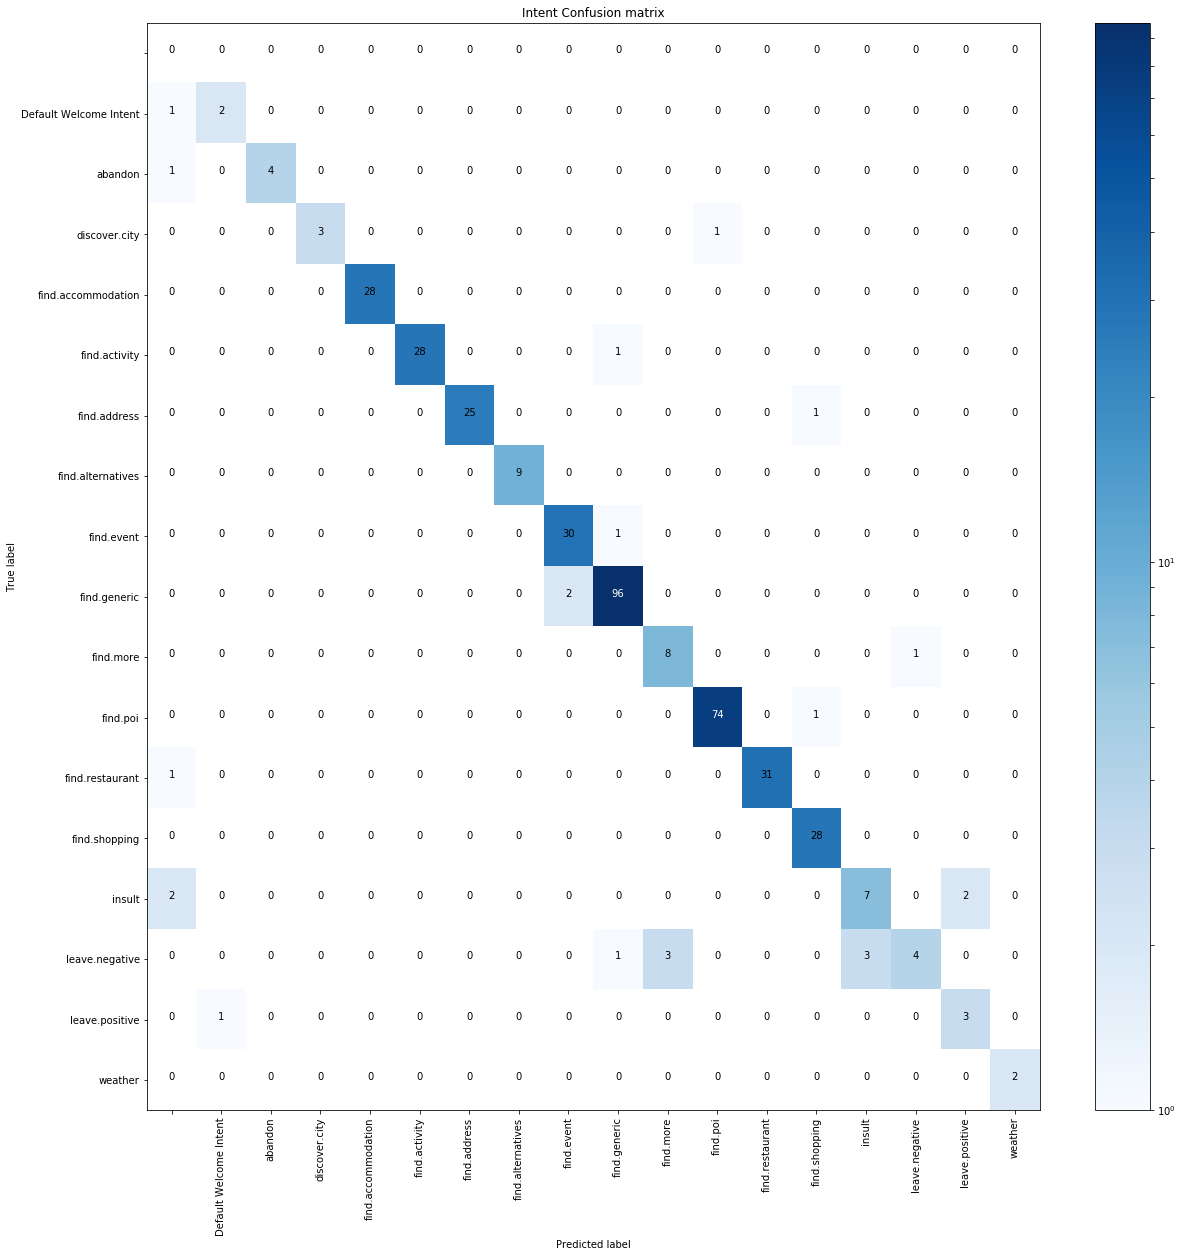 Intent Confusion matrix
0 0 0 0 0 0 0 0 0 0 0 0 0 0 0 0 0 0
Default Welcome Intent 1 2 0 0 0 0 0 0 0 0 0 0 0 0 0 0 0 0
abandon 1 0 4 0 0 0 0 0 0 0 0 0 0 0 0 0 0 0
discover.city 0 0 0 3 0 0 0 0 0 0 0 1 0 0 0 0 0 0
find.accommodation 0 0 0 0 28 0 0 0 0 0 0 0 0 0 0 0 0 0
find.activity 0 0 0 0 0 28 0 0 0 1 0 0 0 0 0 0 0 0
find.address 0 0 0 0 0 0 25 0 0 0 0 0 0 1 0 0 0 0
find.alternatives 0 0 0 0 0 0 0 9 0 0 0 0 0 0 0 0 0 0
find.event 0 0 0 0 0 0 0 0 30 1 0 0 0 0 0 0 0 0
find.generic 0 0 0 0 0 0 0 0 2 96 0 0 0 0 0 0 0 0
find.more 0 0 0 0 0 0 0 0 0 0 8 0 0 0 0 1 0 0
find.poi 0 0 0 0 0 0 0 0 0 0 0 74 0 1 0 0 0 0
find.restaurant 1 0 0 0 0 0 0 0 0 0 0 0 31 0 0 0 0 0
find.shopping 0 0 0 0 0 0 0 0 0 0 0 0 0 28 0 0 0 0
insult 2 0 0 0 0 0 0 0 0 0 0 0 0 0 7 0 2 0
leave.negative 0 0 0 0 0 0 0 0 0 1 3 0 0 0 3 4 0 0
leave.positive 0 1 0 0 0 0 0 0 0 0 0 0 0 0 0 0 3 0
weather 0 0 0 0 0 0 0 0 0 0 0 0 0 0 0 0 0 2
True label
Default Welcome Intent
abandon
discover.city
find.accommodation
find.activity
find.address
find.alternatives
find.event
find.generic
find.more
find.poi
find.restaurant
find.shopping
insult
leave.negative
leave.positive
weather
Predicted label
10¹
10⁰